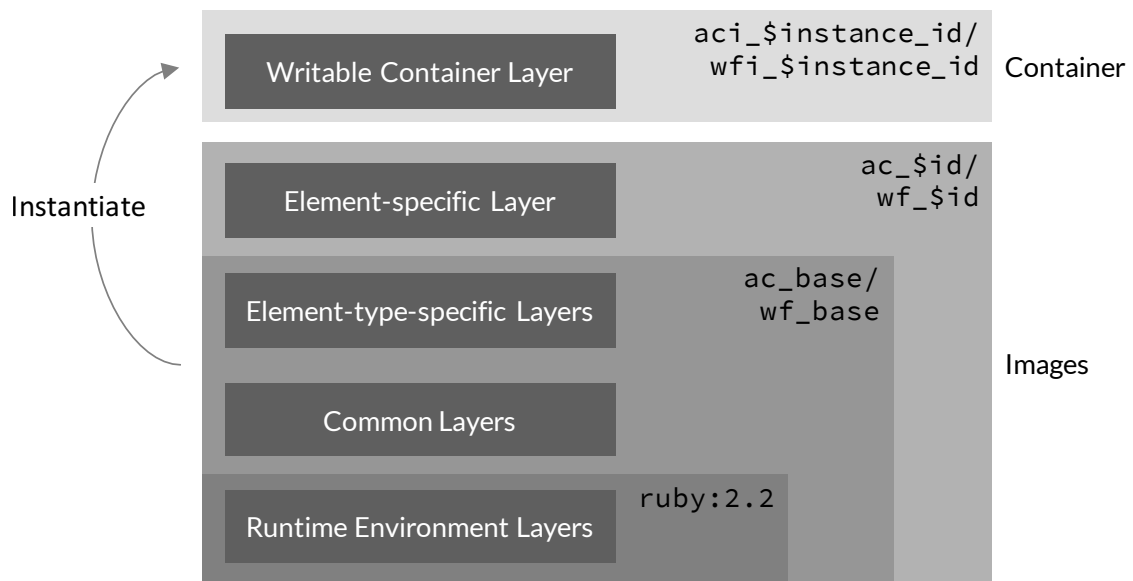 aci_$instance_id/
wfi_$instance_id
Writable Container Layer
Container
ac_$id/
wf_$id
Element-specific Layer
Instantiate
ac_base/
wf_base
Element-type-specific Layers
Images
Common Layers
ruby:2.2
Runtime Environment Layers